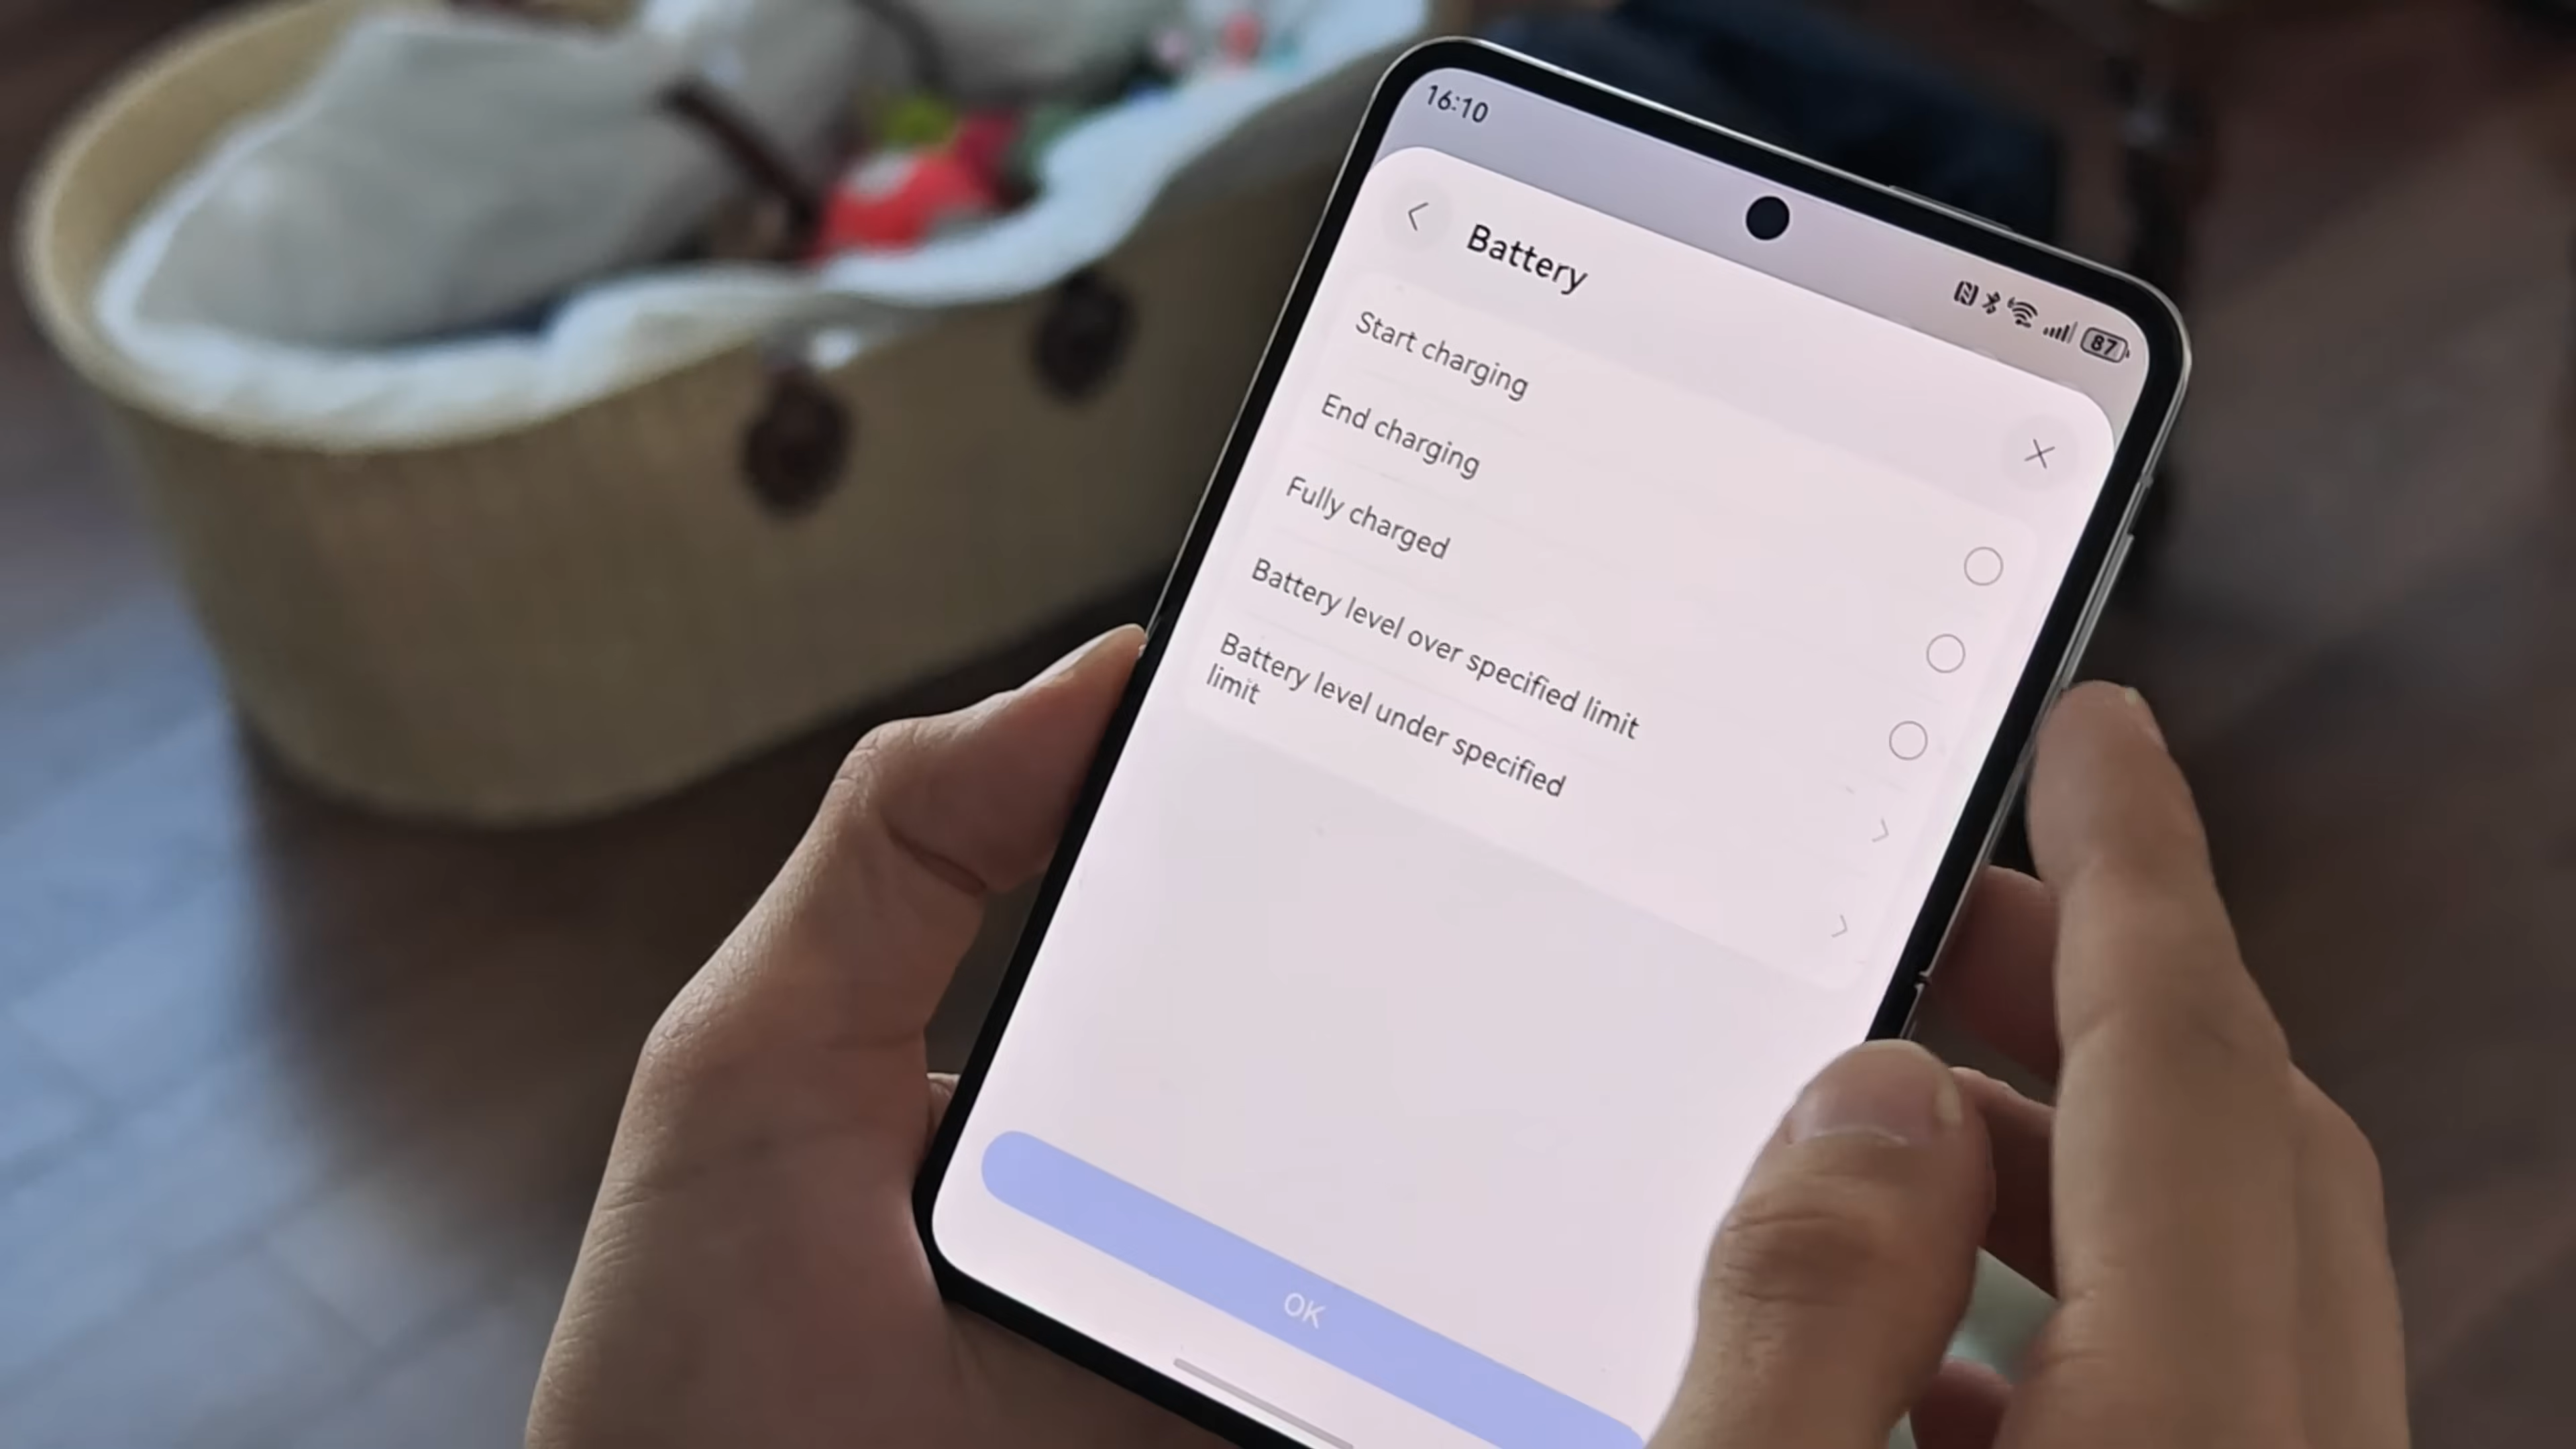 16:10
87
Battery
Start charging
End charging
Fully charged
Battery level over specified limit
Battery level under specified
limit
OK